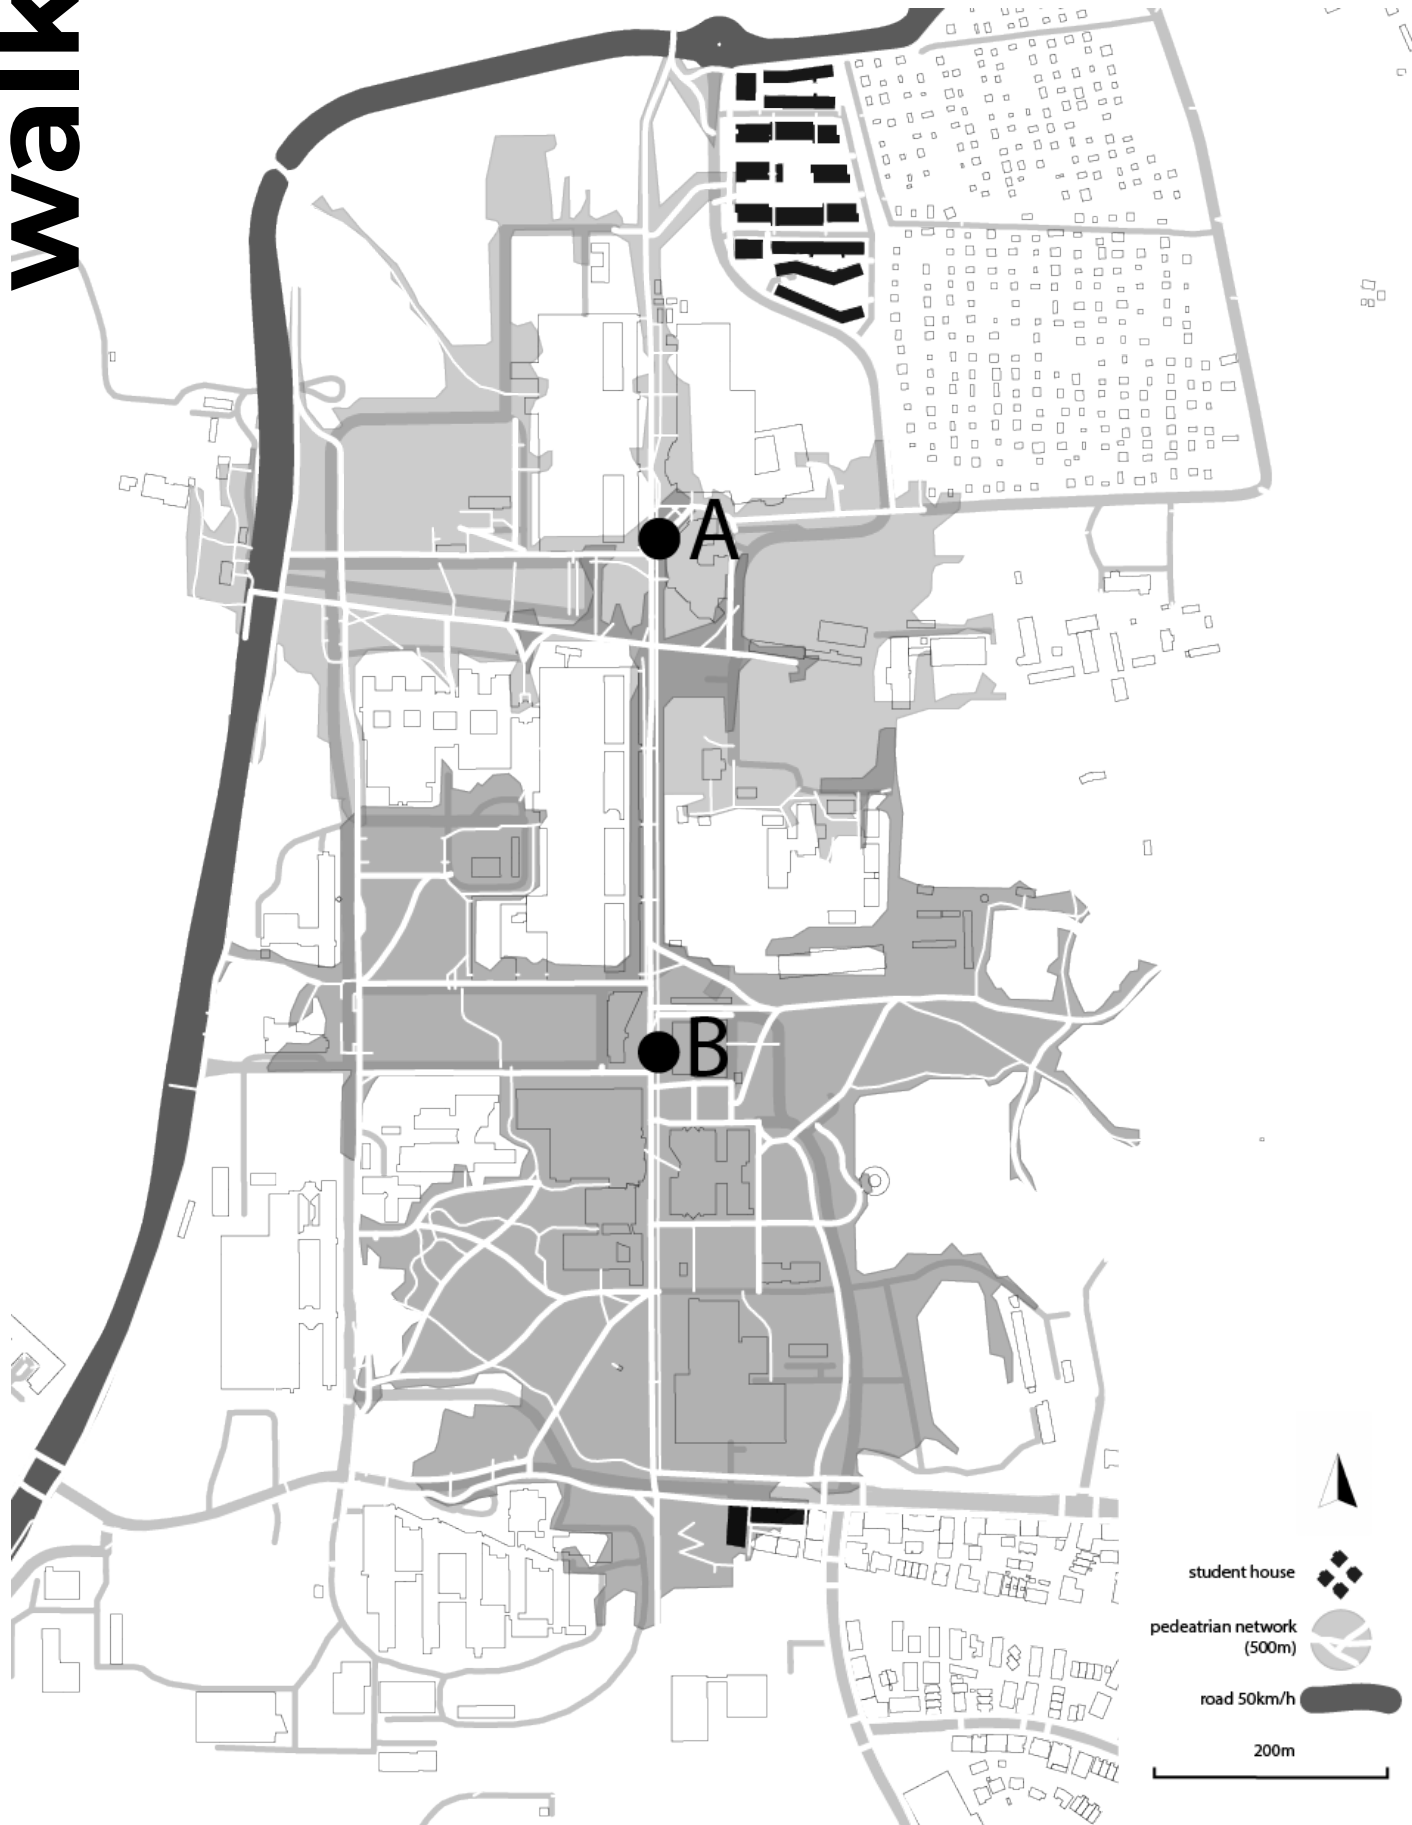 walk
A
B
student house
pedeatrian network
(500m)
road 50km/h
200m